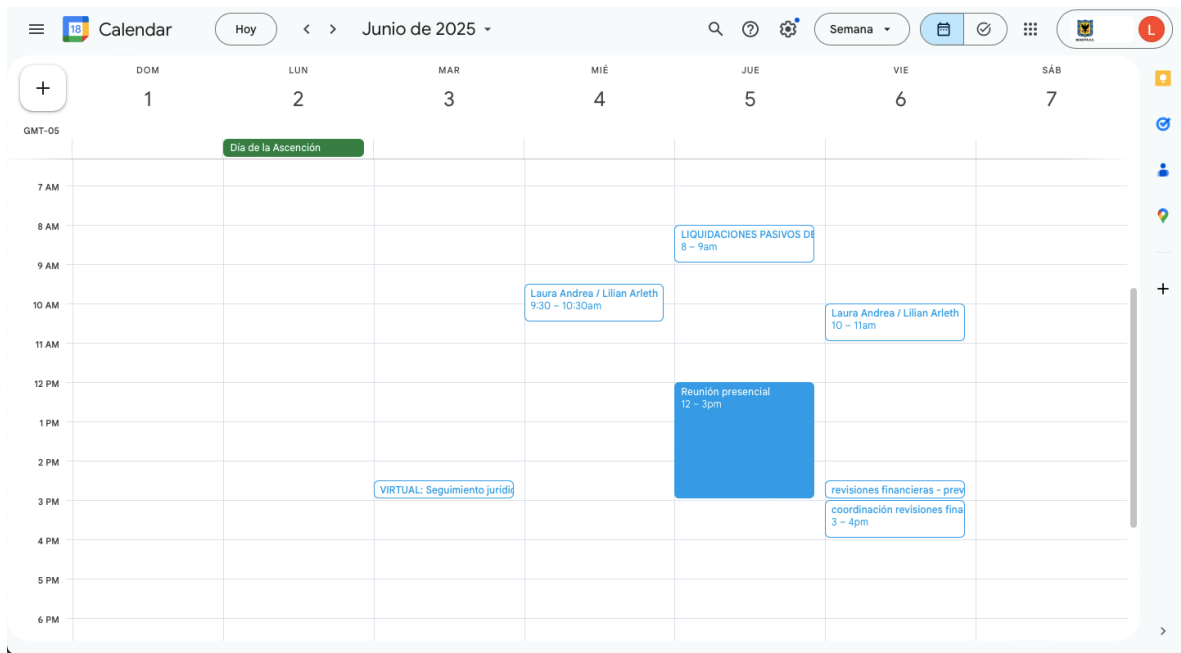 18 Calendar
Hoy
Junio de 2025
Semana
L
DOM
1
LUN
2
MAR
3
MIÉ
4
JUE
5
VIE
6
SÁB
7
GMT-05
Día de la Ascención
7 AM
8 AM
LIQUIDACIONES PASIVOS DE
8 – 9am
9 AM
Laura Andrea / Lilian Arleth
9:30 – 10:30am
10 AM
Laura Andrea / Lilian Arleth
10 – 11am
11 AM
12 PM
Reunión presencial
12 – 3pm
1 PM
2 PM
VIRTUAL: Seguimiento jurídic
revisiones financieras - prev
3 PM
coordinación revisiones fina
3 – 4pm
4 PM
5 PM
6 PM